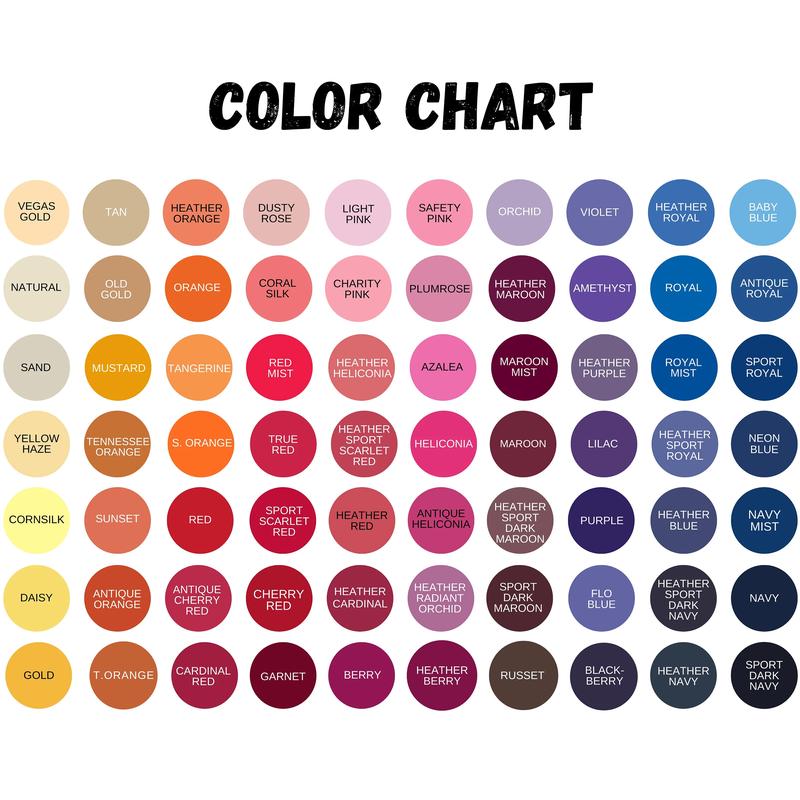 COLOR CHART
VEGAS
GOLD
TAN
HEATHER
ORANGE
DUSTY
ROSE
LIGHT
PINK
SAFETY
PINK
ORCHID
VIOLET
HEATHER
ROYAL
BABY
BLUE
NATURAL
OLD
GOLD
ORANGE
CORAL
SILK
CHARITY
PINK
PLUMROSE
HEATHER
MAROON
AMETHYST
ROYAL
ANTIQUE
ROYAL
SAND
MUSTARD
TANGERINE
RED
MIST
HEATHER
HELICONIA
AZALEA
MAROON
MIST
HEATHER
PURPLE
ROYAL
MIST
SPORT
ROYAL
YELLOW
HAZE
TENNESSEE
ORANGE
S. ORANGE
TRUE
RED
HEATHER
SPORT
SCARLET
RED
HELICONIA
MAROON
LILAC
HEATHER
SPORT
ROYAL
NEON
BLUE
CORNSILK
SUNSET
RED
SPORT
SCARLET
RED
HEATHER
RED
ANTIQUE
HELICONIA
HEATHER
SPORT
DARK
MAROON
PURPLE
HEATHER
BLUE
NAVY
MIST
DAISY
ANTIQUE
ORANGE
ANTIQUE
CHERRY
RED
CHERRY
RED
HEATHER
CARDINAL
HEATHER
RADIANT
ORCHID
SPORT
DARK
MAROON
FLO
BLUE
HEATHER
SPORT
DARK
NAVY
NAVY
GOLD
T.ORANGE
CARDINAL
RED
GARNET
BERRY
HEATHER
BERRY
RUSSET
BLACK-
BERRY
HEATHER
NAVY
SPORT
DARK
NAVY